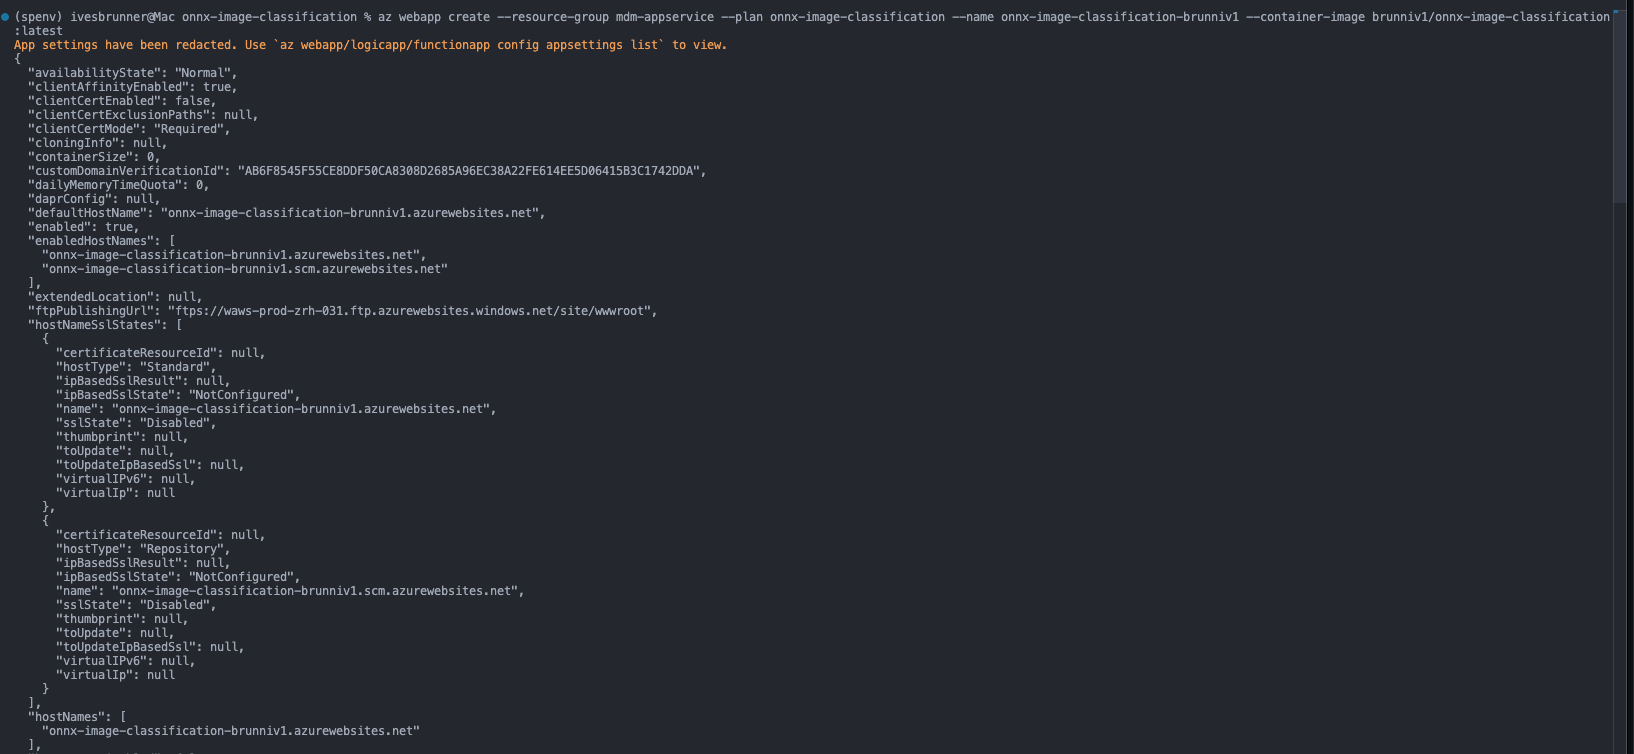 (spenv) ivesbrunner@Mac onnx-image-classification % az webapp create --resource-group mdm-appservice --plan onnx-image-classification --name onnx-image-classification-brunniv1 --container-image brunniv1/onnx-image-classification
:latest
App settings have been redacted. Use `az webapp/logicapp/functionapp config appsettings list` to view.
{
  "availabilityState": "Normal",
  "clientAffinityEnabled": true,
  "clientCertEnabled": false,
  "clientCertExclusionPaths": null,
  "clientCertMode": "Required",
  "cloningInfo": null,
  "containerSize": 0,
  "customDomainVerificationId": "AB6F8545F55CE8DDF50CA8308D2685A96EC38A22FE614EE5D06415B3C1742DDA",
  "dailyMemoryTimeQuota": 0,
  "daprConfig": null,
  "defaultHostName": "onnx-image-classification-brunniv1.azurewebsites.net",
  "enabled": true,
  "enabledHostNames": [
    "onnx-image-classification-brunniv1.azurewebsites.net",
    "onnx-image-classification-brunniv1.scm.azurewebsites.net"
  ],
  "extendedLocation": null,
  "ftpPublishingUrl": "ftps://waws-prod-zrh-031.ftp.azurewebsites.windows.net/site/wwwroot",
  "hostNameSslStates": [
    {
      "certificateResourceId": null,
      "hostType": "Standard",
      "ipBasedSslResult": null,
      "ipBasedSslState": "NotConfigured",
      "name": "onnx-image-classification-brunniv1.azurewebsites.net",
      "sslState": "Disabled",
      "thumbprint": null,
      "toUpdate": null,
      "toUpdateIpBasedSsl": null,
      "virtualIPv6": null,
      "virtualIp": null
    },
    {
      "certificateResourceId": null,
      "hostType": "Repository",
      "ipBasedSslResult": null,
      "ipBasedSslState": "NotConfigured",
      "name": "onnx-image-classification-brunniv1.scm.azurewebsites.net",
      "sslState": "Disabled",
      "thumbprint": null,
      "toUpdate": null,
      "toUpdateIpBasedSsl": null,
      "virtualIPv6": null,
      "virtualIp": null
    }
  ],
  "hostNames": [
    "onnx-image-classification-brunniv1.azurewebsites.net"
  ],